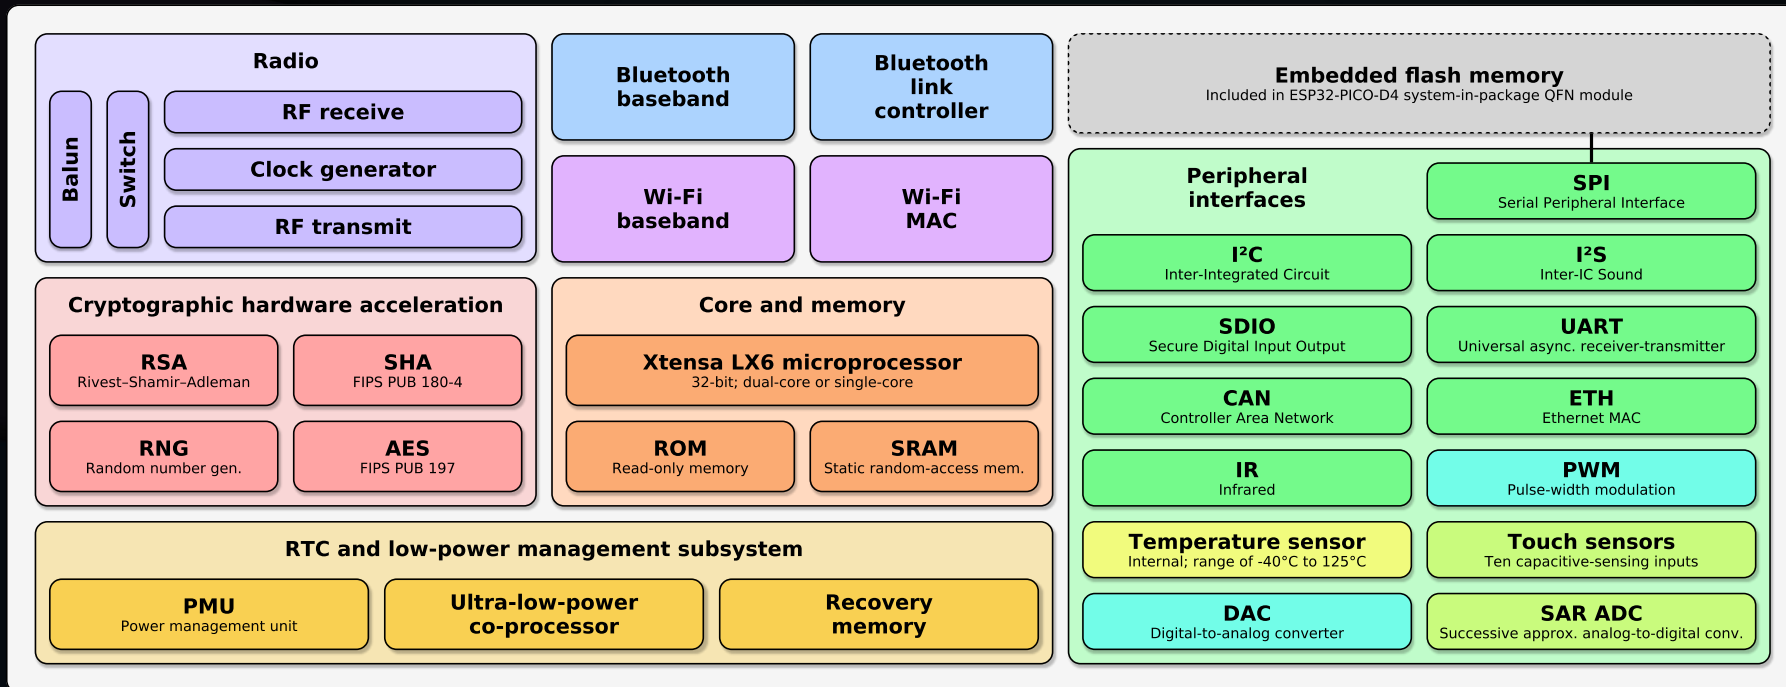 Radio
Balun
Switch
RF receive
Clock generator
RF transmit
Bluetooth
baseband
Bluetooth
link
controller
Wi-Fi
baseband
Wi-Fi
MAC
Cryptographic hardware acceleration
RSA
Rivest–Shamir–Adleman
SHA
FIPS PUB 180-4
RNG
Random number gen.
AES
FIPS PUB 197
Core and memory
Xtensa LX6 microprocessor
32-bit; dual-core or single-core
ROM
Read-only memory
SRAM
Static random-access mem.
RTC and low-power management subsystem
PMU
Power management unit
Ultra-low-power
co-processor
Recovery
memory
Embedded flash memory
Included in ESP32-PICO-D4 system-in-package QFN module
Peripheral
interfaces
SPI
Serial Peripheral Interface
I²C
Inter-Integrated Circuit
I²S
Inter-IC Sound
SDIO
Secure Digital Input Output
UART
Universal async. receiver-transmitter
CAN
Controller Area Network
ETH
Ethernet MAC
IR
Infrared
PWM
Pulse-width modulation
Temperature sensor
Internal; range of -40°C to 125°C
Touch sensors
Ten capacitive-sensing inputs
DAC
Digital-to-analog converter
SAR ADC
Successive approx. analog-to-digital conv.